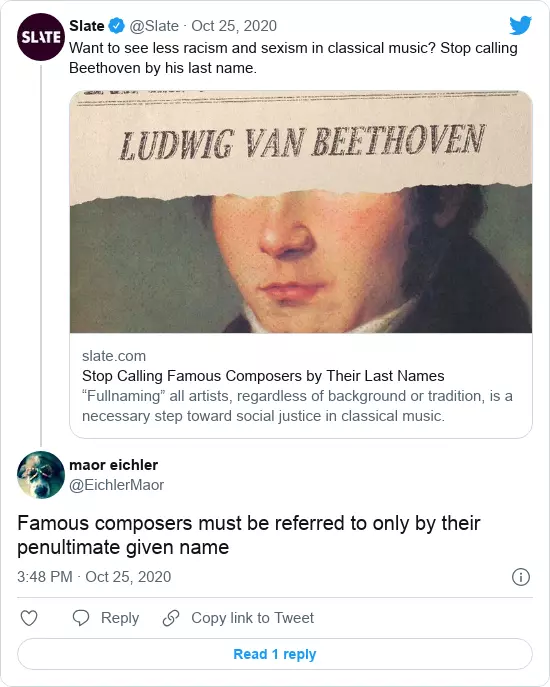 SLATE
Slate @Slate · Oct 25, 2020
Want to see less racism and sexism in classical music? Stop calling
Beethoven by his last name.
LUDWIG VAN BEETHOVEN
slate.com
Stop Calling Famous Composers by Their Last Names
“Fullnaming” all artists, regardless of background or tradition, is a
necessary step toward social justice in classical music.
maor eichler
@EichlerMaor
Famous composers must be referred to only by their
penultimate given name
3:48 PM · Oct 25, 2020
Reply
Copy link to Tweet
Read 1 reply